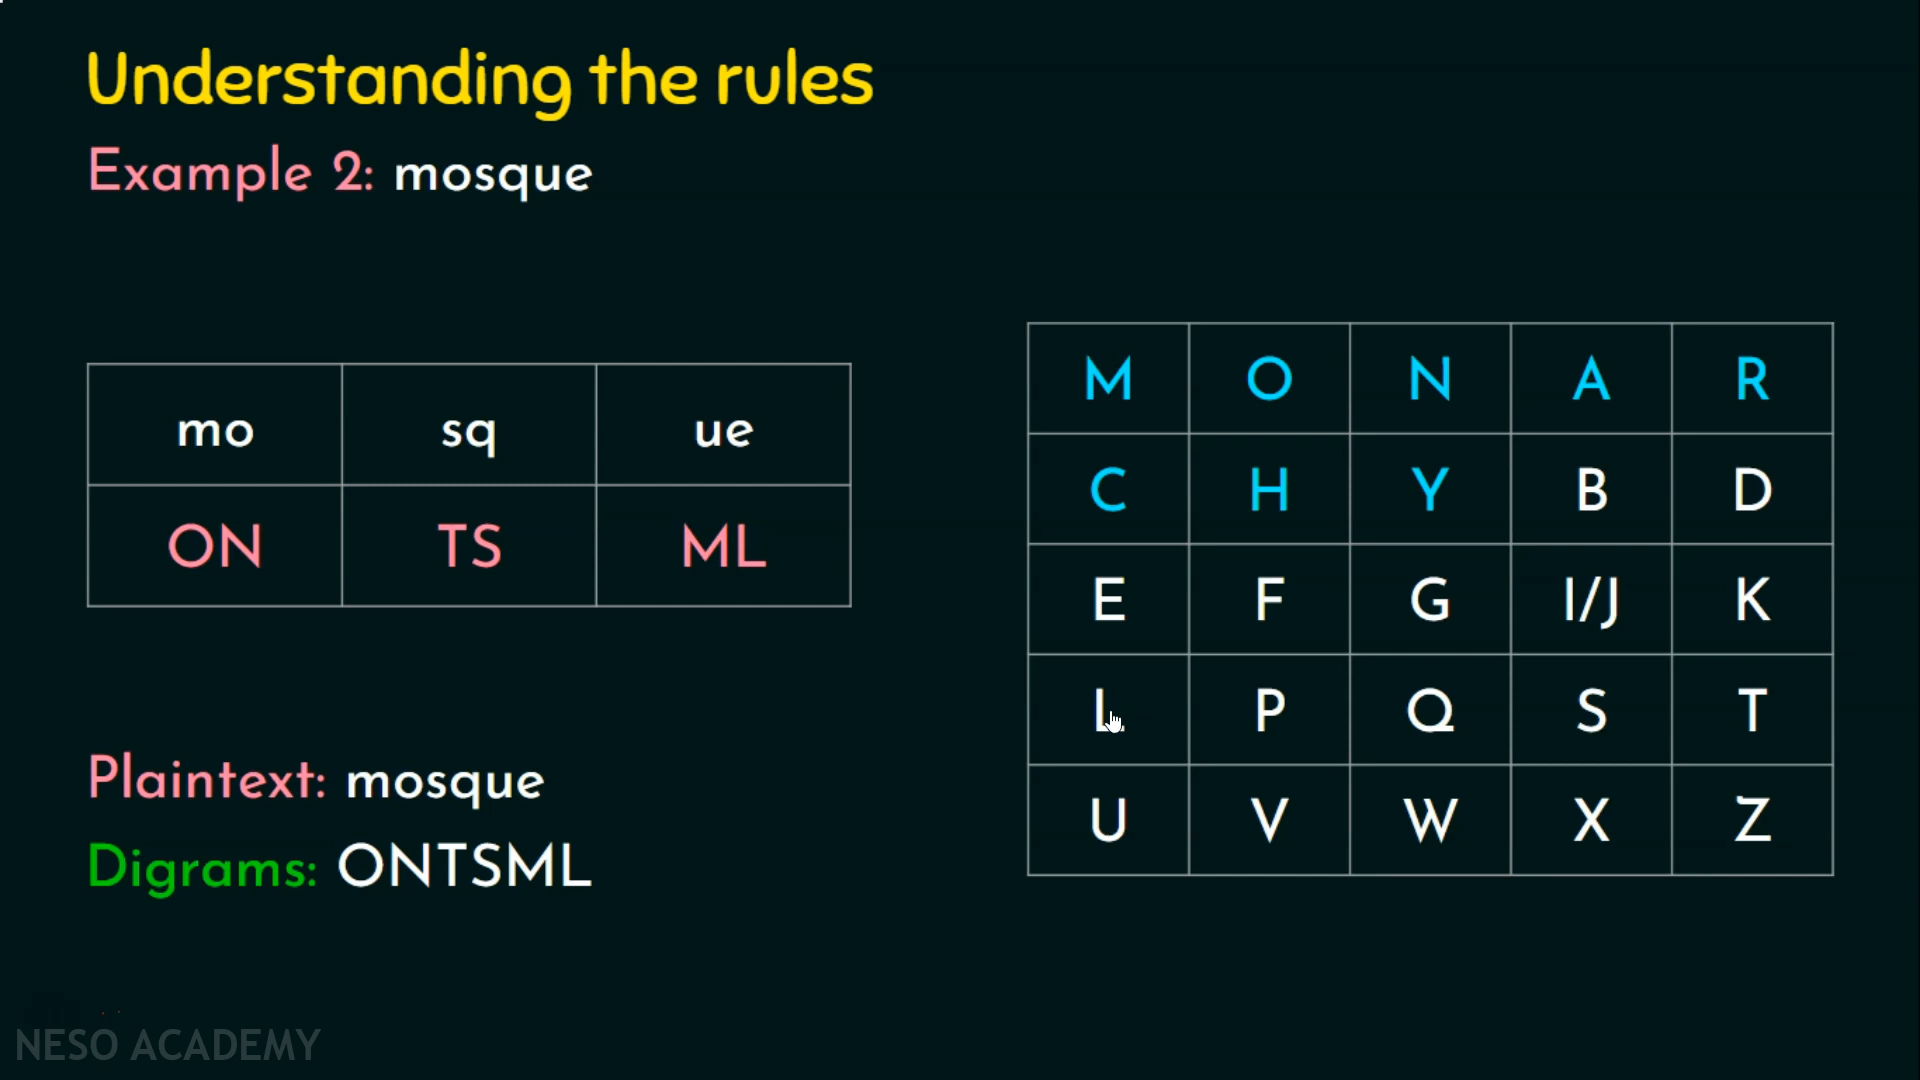 Understanding the rules
Example 2: mosque
mo sq ue
ON TS ML
M O N A R
C H Y B D
E F G I/J K
L P Q S T
U V W X Z
Plaintext: mosque
Digrams: ONTSML
NESO ACADEMY